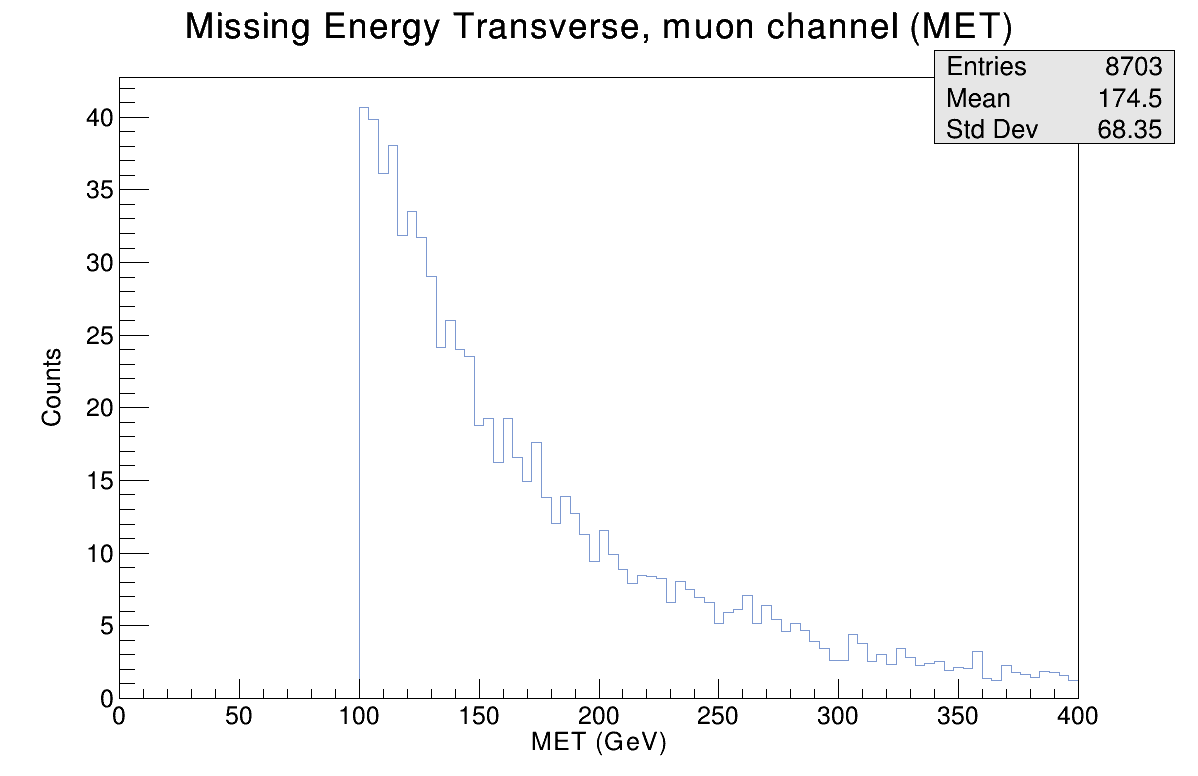 Missing Energy Transverse, muon channel (MET)
Entries 8703
Mean 174.5
Std Dev 68.35
Counts
40
35
30
25
20
15
10
5
0
0 50 100 150 200 250 300 350 400
MET (GeV)